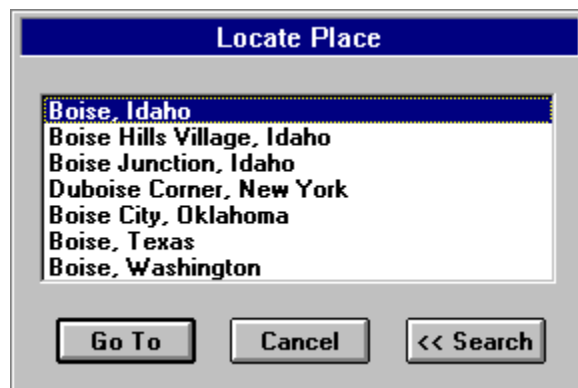 Locate Place
Boise, Idaho
Boise Hills Village, Idaho
Boise Junction, Idaho
Duboise Corner, New York
Boise City, Oklahoma
Boise, Texas
Boise, Washington
Go To Cancel << Search